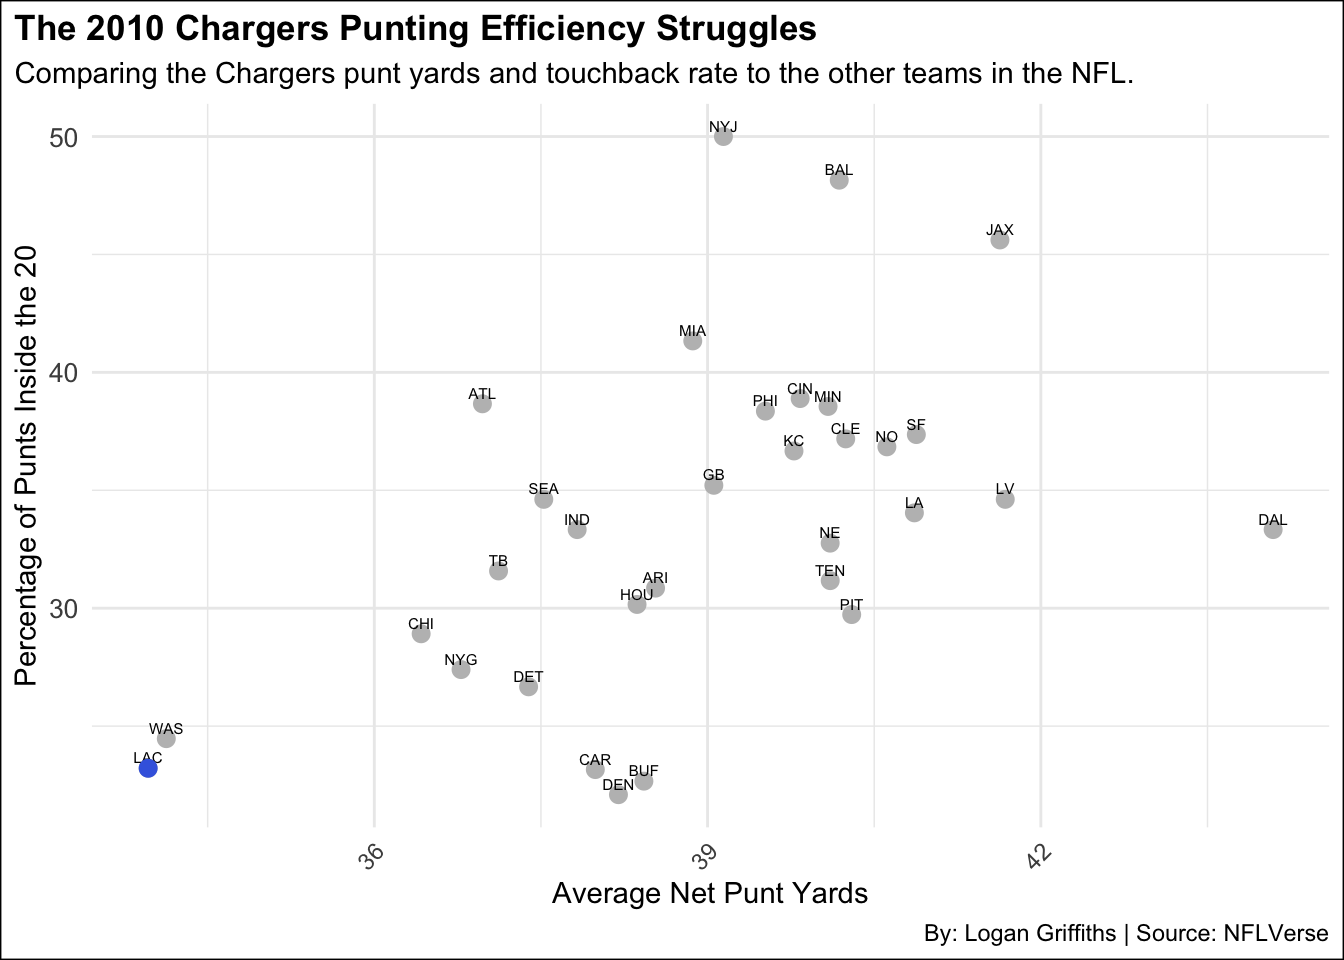 The 2010 Chargers Punting Efficiency Struggles
Comparing the Chargers punt yards and touchback rate to the other teams in the NFL.
Percentage of Punts Inside the 20
50
40
30
NYJ
BAL
JAX
MIA
ATL
CIN
PHI
MIN
SF
CLE
NO
KC
GB
SEA
LV
LA
IND
DAL
NE
TB
TEN
ARI
HOU
PIT
CHI
NYG
DET
WAS
LAC
CAR
BUF
DEN
36
39
42
Average Net Punt Yards
By: Logan Griffiths | Source: NFLVerse